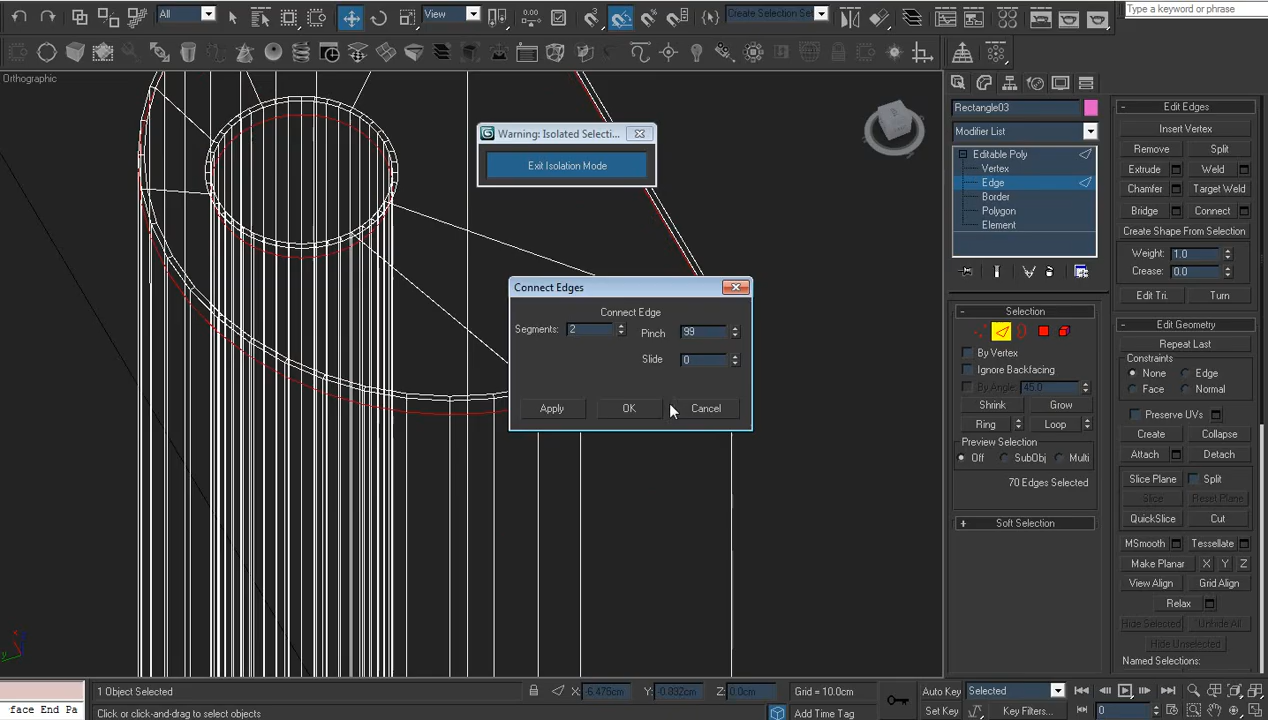 All
View
Create Selection Set
Type a keyword or phrase
Orthographic
Warning: Isolated Selecti...
Exit Isolation Mode
Connect Edges
Connect Edge
Segments: 2
Pinch 99
Slide 0
Apply OK Cancel
Rectangle03
Modifier List
Editable Poly
Vertex
Edge
Border
Polygon
Element
Selection
By Vertex
Ignore Backfacing
By Angle: 45.0
Shrink Grow
Ring Loop
Preview Selection
Off SubObj Multi
70 Edges Selected
Soft Selection
Edit Edges
Insert Vertex
Remove Split
Extrude Weld
Chamfer Target Weld
Bridge Connect
Create Shape From Selection
Weight: 1.0
Crease: 0.0
Edit Tri. Turn
Edit Geometry
Repeat Last
Constraints
None Edge
Face Normal
Preserve UVs
Create Collapse
Attach Detach
Slice Plane Split
Slice Reset Plane
QuickSlice Cut
MSmooth Tessellate
Make Planar X Y Z
View Align Grid Align
Relax
Hide Selected Unhide All
Hide Unselected
Named Selections:
1 Object Selected
X: -6.476cm Y: -0.832cm Z: 0.0cm
Grid = 10.0cm
Auto Key Selected
face End Pa
Click or click-and-drag to select objects
Add Time Tag
Set Key Key Filters... 0